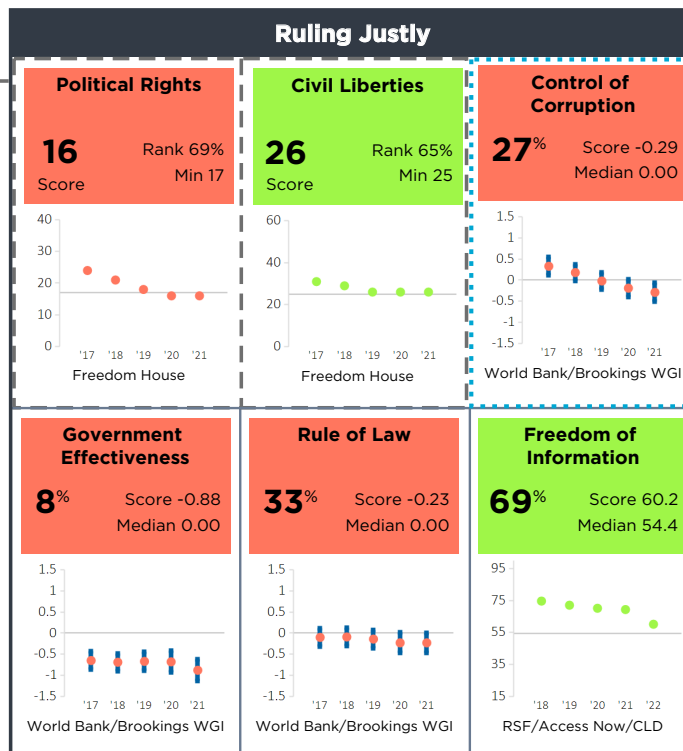 Ruling Justly
Political Rights
16
Score
Rank 69%
Min 17
40
30
20
10
0
'17 '18 '19 '20 '21
Freedom House
Civil Liberties
26
Score
Rank 65%
Min 25
60
40
20
0
'17 '18 '19 '20 '21
Freedom House
Control of
Corruption
27%
Score -0.29
Median 0.00
1.5
1
0.5
0
-0.5
-1
-1.5
'17 '18 '19 '20 '21
World Bank/Brookings WGI
Government
Effectiveness
8%
Score -0.88
Median 0.00
1.5
1
0.5
0
-0.5
-1
-1.5
'17 '18 '19 '20 '21
World Bank/Brookings WGI
Rule of Law
33%
Score -0.23
Median 0.00
1.5
1
0.5
0
-0.5
-1
-1.5
'17 '18 '19 '20 '21
World Bank/Brookings WGI
Freedom of
Information
69%
Score 60.2
Median 54.4
95
75
55
35
15
'18 '19 '20 '21 '22
RSF/Access Now/CLD